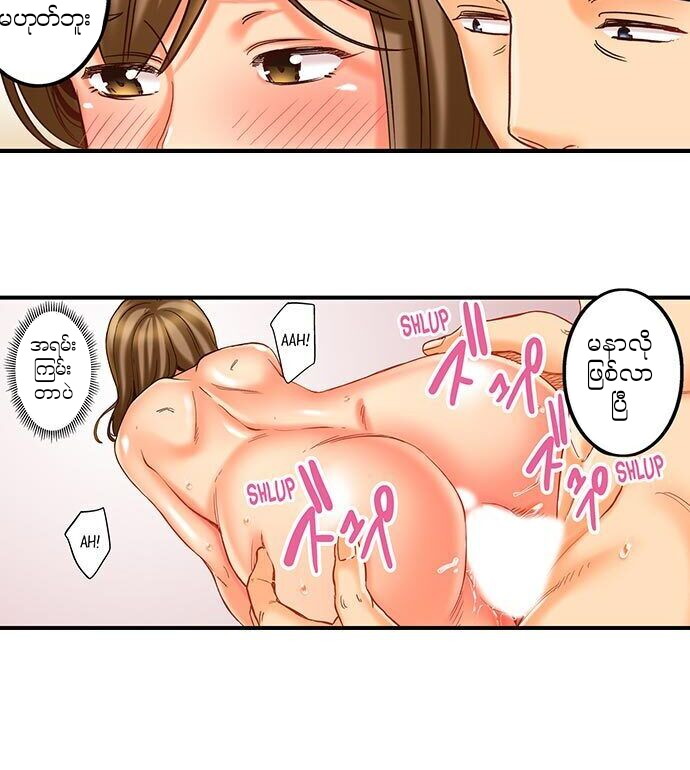 မဟုတ်ဘူး
အရမ်း
ကြမ်း
တာပဲ
AAH!
SHLUP
ズプ
မနာလို
ဖြစ်လာ
ပြီ
SHLUP
ズプ
SHLUP
ズプ
AH!